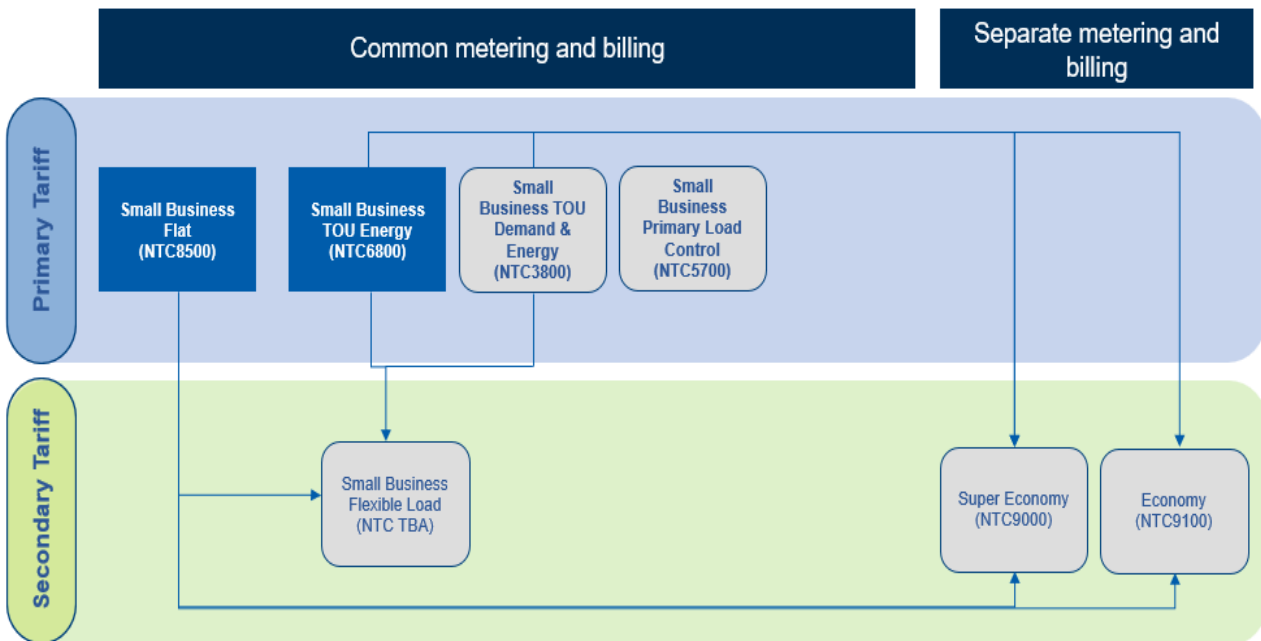 Common metering and billing
Separate metering and
billing
Primary Tariff
Small Business
Flat
(NTC8500)
Small Business
TOU Energy
(NTC6800)
Small
Business TOU
Demand &
Energy
(NTC3800)
Small
Business
Primary Load
Control
(NTC5700)
Secondary Tariff
Small Business
Flexible Load
(NTC TBA)
Super Economy
(NTC9000)
Economy
(NTC9100)